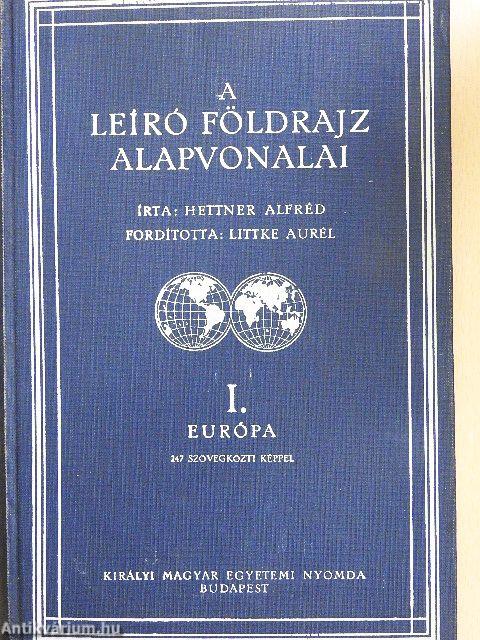 A
LEÍRÓ FÖLDRAJZ
ALAPVONALAI
ÍRTA: HETTNER ALFRÉD
FORDÍTOTTA: LITTKE AURÉL
I.
EURÓPA
247 SZÖVEGKÖZTI KÉPPEL
KIRÁLYI MAGYAR EGYETEMI NYOMDA
BUDAPEST
Antikvárium.hu